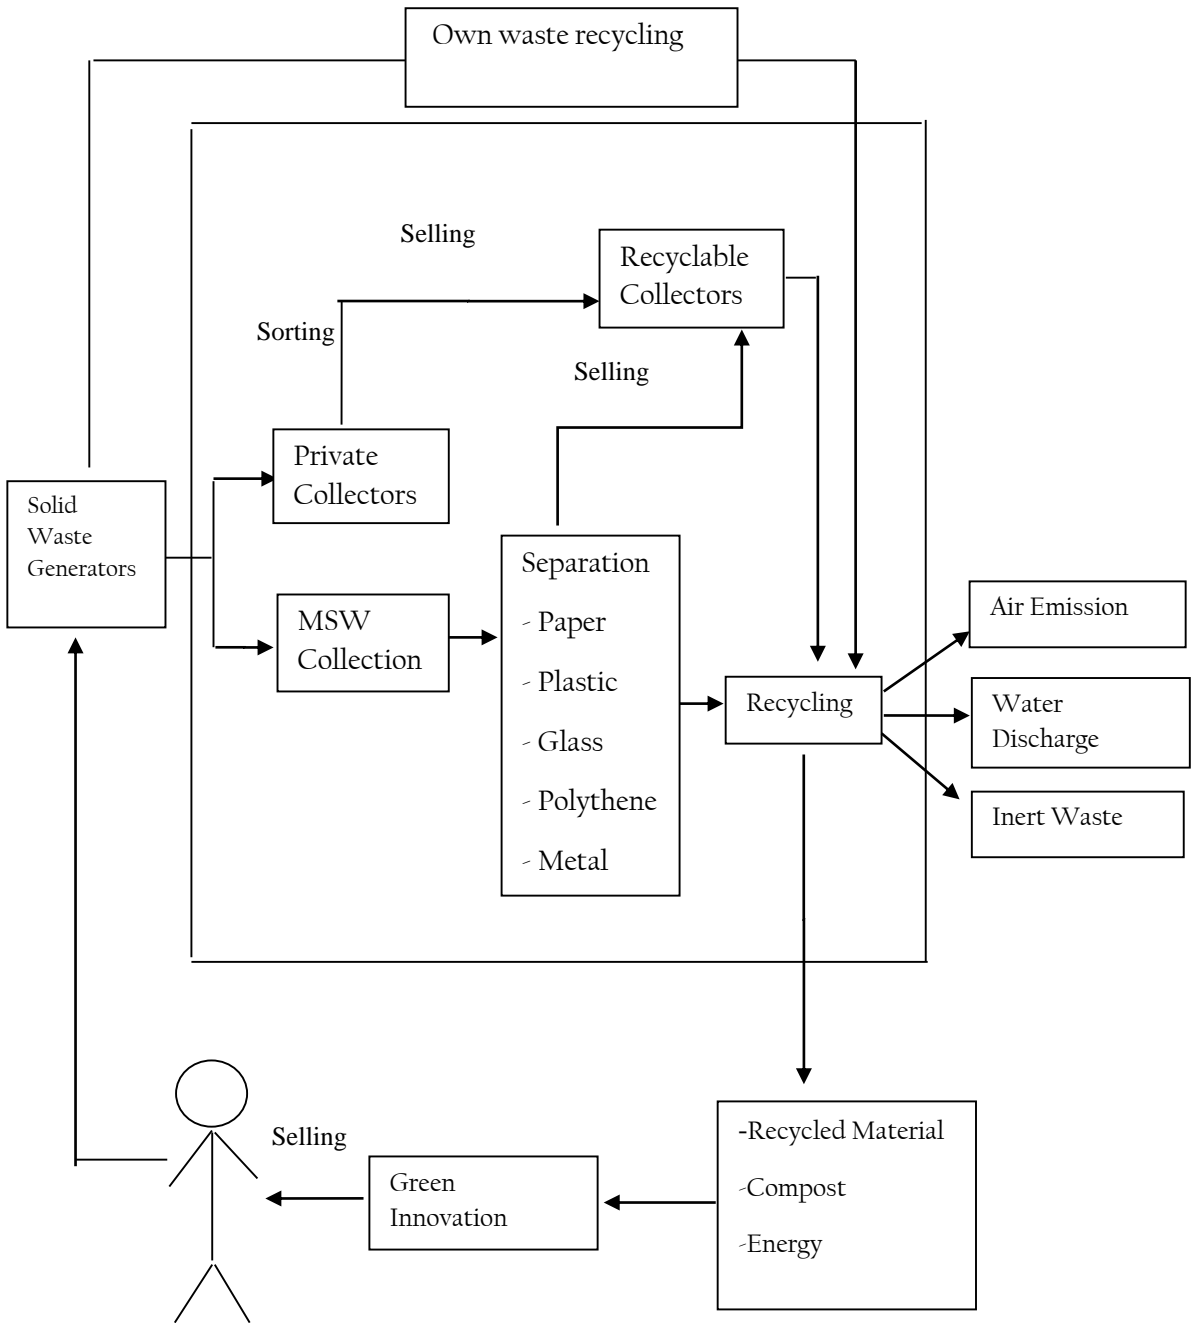 Own waste recycling
Selling
Recyclable
Collectors
Sorting
Selling
Private
Collectors
Solid
Waste
Generators
MSW
Collection
Separation
- Paper
- Plastic
- Glass
- Polythene
- Metal
Recycling
Air Emission
Water
Discharge
Inert Waste
-Recycled Material
-Compost
-Energy
Green
Innovation
Selling